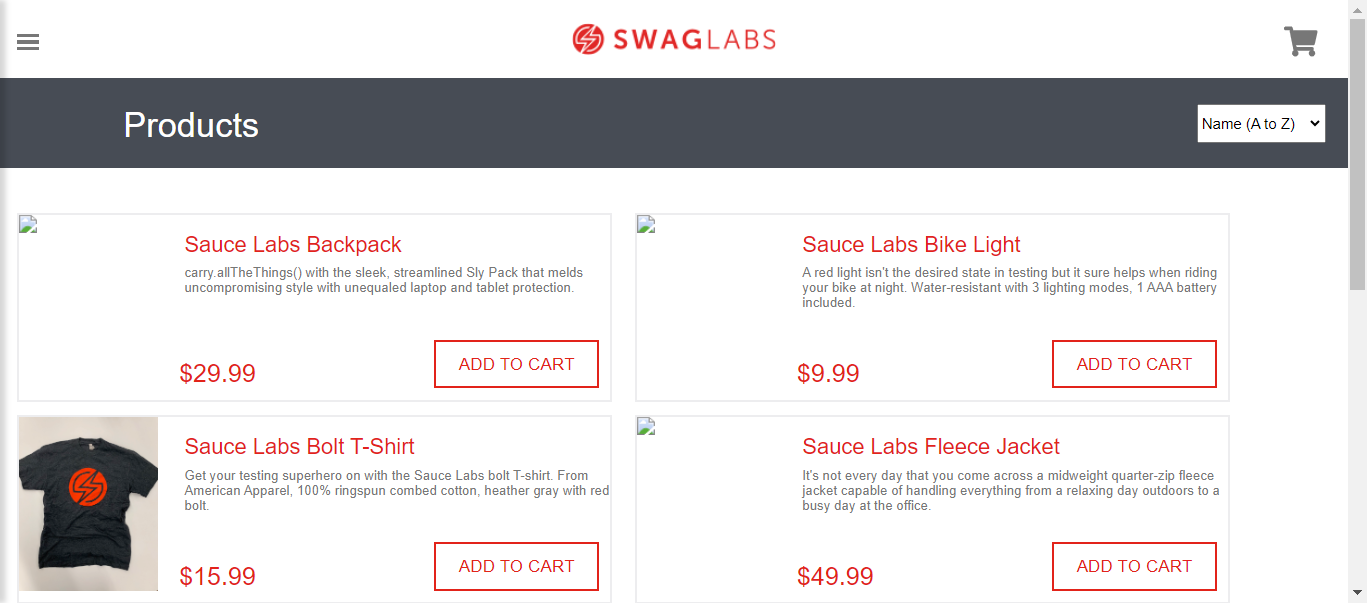 SWAGLABS
Products
Name (A to Z)
Sauce Labs Backpack
carry.allTheThings() with the sleek, streamlined Sly Pack that melds
uncompromising style with unequaled laptop and tablet protection.
$29.99
ADD TO CART
Sauce Labs Bike Light
A red light isn't the desired state in testing but it sure helps when riding
your bike at night. Water-resistant with 3 lighting modes, 1 AAA battery
included.
$9.99
ADD TO CART
Sauce Labs Bolt T-Shirt
Get your testing superhero on with the Sauce Labs bolt T-shirt. From
American Apparel, 100% ringspun combed cotton, heather gray with red
bolt.
$15.99
ADD TO CART
Sauce Labs Fleece Jacket
It's not every day that you come across a midweight quarter-zip fleece
jacket capable of handling everything from a relaxing day outdoors to a
busy day at the office.
$49.99
ADD TO CART